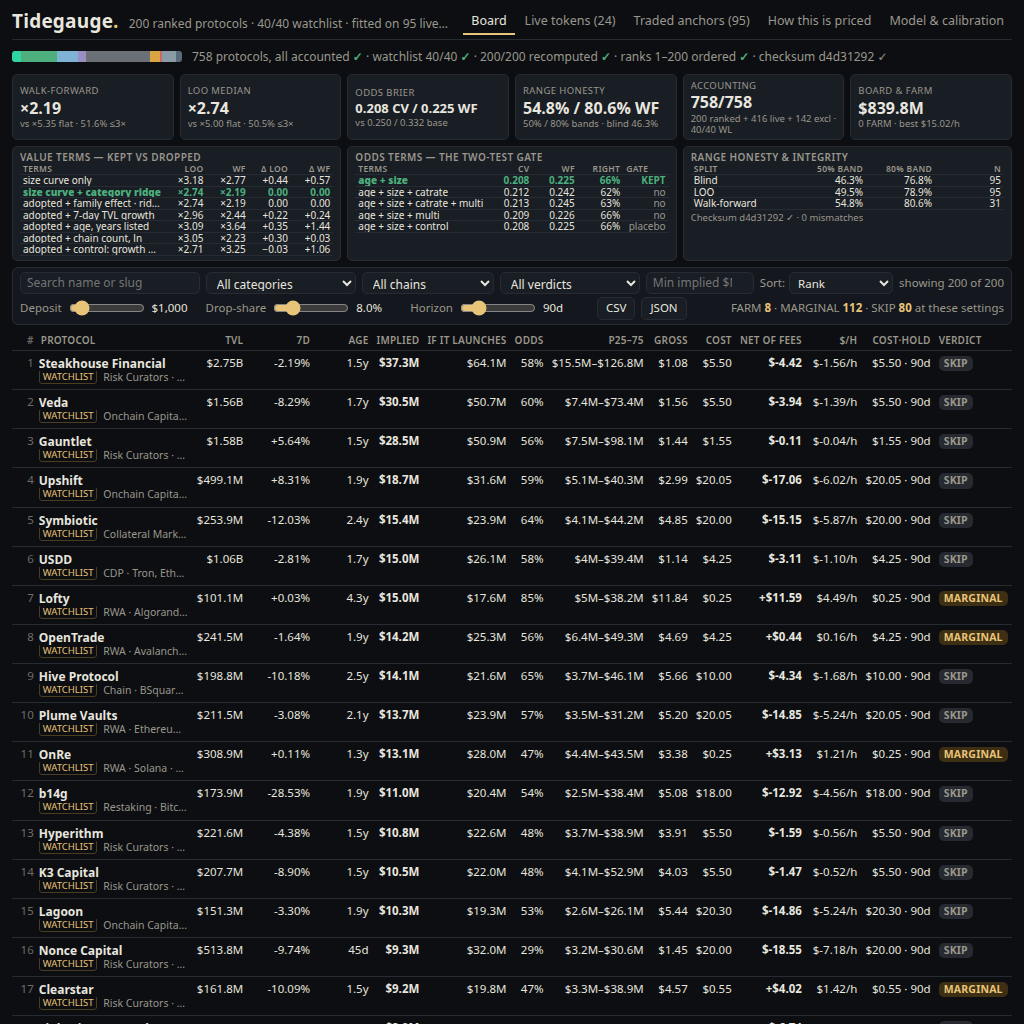 Tidegauge. 200 ranked protocols · 40/40 watchlist · fitted on 95 live... Board Live tokens (24) Traded anchors (95) How this is priced Model & calibration
758 protocols, all accounted ✓ · watchlist 40/40 ✓ · 200/200 recomputed ✓ · ranks 1–200 ordered ✓ · checksum d4d31292 ✓
WALK-FORWARD
×2.19
vs ×5.35 flat · 51.6% ≤3×
LOO MEDIAN
×2.74
vs ×5.00 flat · 50.5% ≤3×
ODDS BRIER
0.208 CV / 0.225 WF
vs 0.250 / 0.332 base
RANGE HONESTY
54.8% / 80.6% WF
50% / 80% bands · blind 46.3%
ACCOUNTING
758/758
200 ranked + 416 live + 142 excl ·
40/40 WL
BOARD & FARM
$839.8M
0 FARM · best $15.02/h
VALUE TERMS — KEPT VS DROPPED
TERMS LOO WF Δ LOO Δ WF
size curve only ×3.18 ×2.77 +0.44 +0.57
size curve + category ridge ×2.74 ×2.19 0.00 0.00
adopted + family effect · rid... ×2.74 ×2.19 0.00 0.00
adopted + 7-day TVL growth ×2.96 ×2.44 +0.22 +0.24
adopted + age, years listed ×3.09 ×3.64 +0.35 +1.44
adopted + chain count, ln ×3.05 ×2.23 +0.30 +0.03
adopted + control: growth ... ×2.71 ×3.25 −0.03 +1.06
ODDS TERMS — THE TWO-TEST GATE
TERMS CV WF RIGHT GATE
age + size 0.208 0.225 66% KEPT
age + size + catrate 0.212 0.242 62% no
age + size + catrate + multi 0.213 0.245 63% no
age + size + multi 0.209 0.226 66% no
age + size + control 0.208 0.225 66% placebo
RANGE HONESTY & INTEGRITY
SPLIT 50% BAND 80% BAND N
Blind 46.3% 76.8% 95
LOO 49.5% 78.9% 95
Walk-forward 54.8% 80.6% 31
Checksum d4d31292 ✓ · 0 mismatches
Search name or slug All categories All chains All verdicts Min implied $ Sort: Rank showing 200 of 200
Deposit $1,000 Drop-share 8.0% Horizon 90d CSV JSON FARM 8 · MARGINAL 112 · SKIP 80 at these settings
# PROTOCOL TVL 7D AGE IMPLIED IF IT LAUNCHES ODDS P25–75 GROSS COST NET OF FEES $/H COST·HOLD VERDICT
1 Steakhouse Financial $2.75B -2.19% 1.5y $37.3M $64.1M 58% $15.5M–$126.8M $1.08 $5.50 $-4.42 $-1.56/h $5.50 · 90d SKIP
WATCHLIST Risk Curators · ...
2 Veda $1.56B -8.29% 1.7y $30.5M $50.7M 60% $7.4M–$73.4M $1.56 $5.50 $-3.94 $-1.39/h $5.50 · 90d SKIP
WATCHLIST Onchain Capita...
3 Gauntlet $1.58B +5.64% 1.5y $28.5M $50.9M 56% $7.5M–$98.1M $1.44 $1.55 $-0.11 $-0.04/h $1.55 · 90d SKIP
WATCHLIST Risk Curators · ...
4 Upshift $499.1M +8.31% 1.9y $18.7M $31.6M 59% $5.1M–$40.3M $2.99 $20.05 $-17.06 $-6.02/h $20.05 · 90d SKIP
WATCHLIST Onchain Capita...
5 Symbiotic $253.9M -12.03% 2.4y $15.4M $23.9M 64% $4.1M–$44.2M $4.85 $20.00 $-15.15 $-5.87/h $20.00 · 90d SKIP
WATCHLIST Collateral Mark...
6 USDD $1.06B -2.81% 1.7y $15.0M $26.1M 58% $4M–$39.4M $1.14 $4.25 $-3.11 $-1.10/h $4.25 · 90d SKIP
WATCHLIST CDP · Tron, Eth...
7 Lofty $101.1M +0.03% 4.3y $15.0M $17.6M 85% $5M–$38.2M $11.84 $0.25 +$11.59 $4.49/h $0.25 · 90d MARGINAL
WATCHLIST RWA · Algorand...
8 OpenTrade $241.5M -1.64% 1.9y $14.2M $25.3M 56% $6.4M–$49.3M $4.69 $4.25 +$0.44 $0.16/h $4.25 · 90d MARGINAL
WATCHLIST RWA · Avalanch...
9 Hive Protocol $198.8M -10.18% 2.5y $14.1M $21.6M 65% $3.7M–$46.1M $5.66 $10.00 $-4.34 $-1.68/h $10.00 · 90d SKIP
WATCHLIST Chain · BSquar...
10 Plume Vaults $211.5M -3.08% 2.1y $13.7M $23.9M 57% $3.5M–$31.2M $5.20 $20.05 $-14.85 $-5.24/h $20.05 · 90d SKIP
WATCHLIST RWA · Ethereu...
11 OnRe $308.9M +0.11% 1.3y $13.1M $28.0M 47% $4.4M–$43.5M $3.38 $0.25 +$3.13 $1.21/h $0.25 · 90d MARGINAL
WATCHLIST RWA · Solana · ...
12 b14g $173.9M -28.53% 1.9y $11.0M $20.4M 54% $2.5M–$38.4M $5.08 $18.00 $-12.92 $-4.56/h $18.00 · 90d SKIP
WATCHLIST Restaking · Bitc...
13 Hyperithm $221.6M -4.38% 1.5y $10.8M $22.6M 48% $3.7M–$38.9M $3.91 $5.50 $-1.59 $-0.56/h $5.50 · 90d SKIP
WATCHLIST Risk Curators · ...
14 K3 Capital $207.7M -8.90% 1.5y $10.5M $22.0M 48% $4.1M–$52.9M $4.03 $5.50 $-1.47 $-0.52/h $5.50 · 90d SKIP
WATCHLIST Risk Curators · ...
15 Lagoon $151.3M -3.30% 1.9y $10.3M $19.3M 53% $2.6M–$26.1M $5.44 $20.30 $-14.86 $-5.24/h $20.30 · 90d SKIP
WATCHLIST Onchain Capita...
16 Nonce Capital $513.8M -9.74% 45d $9.3M $32.0M 29% $3.2M–$30.6M $1.45 $20.00 $-18.55 $-7.18/h $20.00 · 90d SKIP
WATCHLIST Risk Curators · ...
17 Clearstar $161.8M -10.09% 1.5y $9.2M $19.8M 47% $3.3M–$38.9M $4.57 $0.55 +$4.02 $1.42/h $0.55 · 90d MARGINAL
WATCHLIST Risk Curators · ...